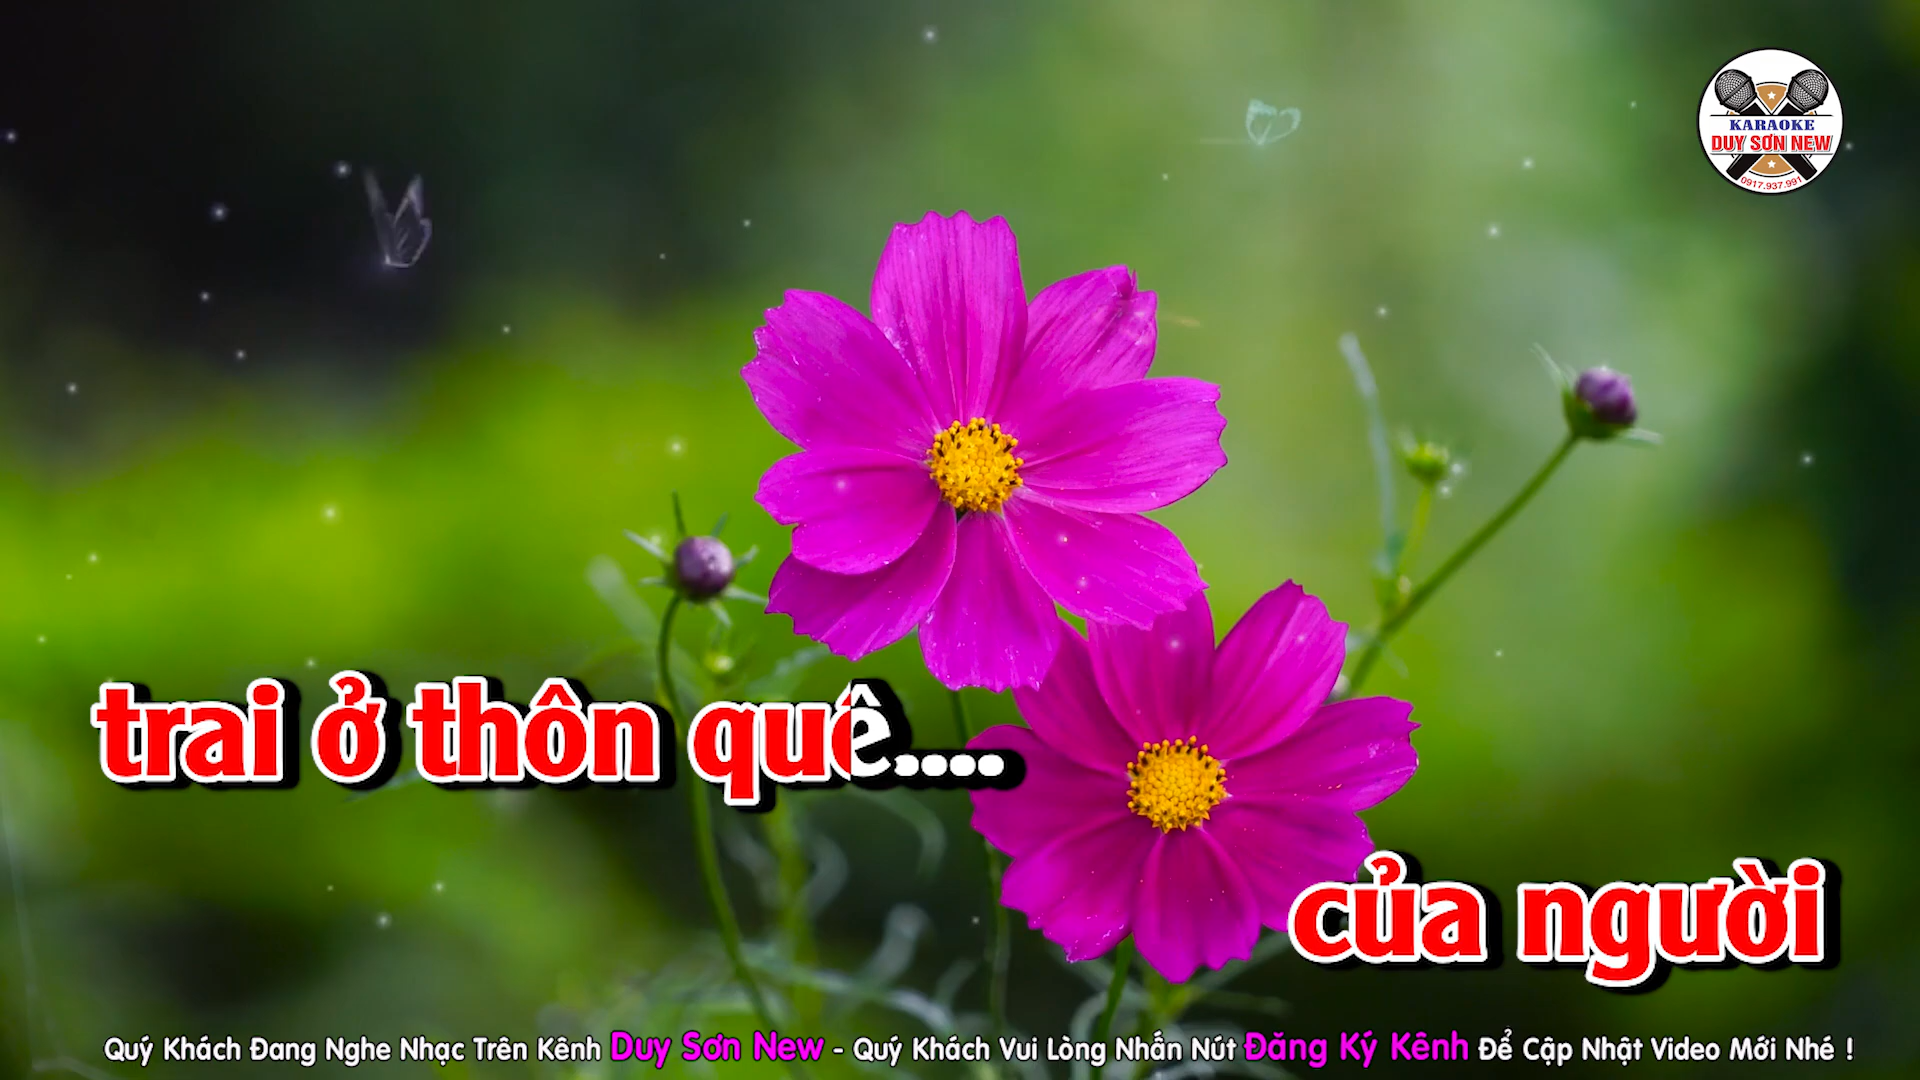 KARAOKE
DUY SƠN NEW
0917.937.991
trai ở thôn quê....
của người
Quý Khách Đang Nghe Nhạc Trên Kênh Duy Sơn New - Quý Khách Vui Lòng Nhấn Nút Đăng Ký Kênh Để Cập Nhật Video Mới Nhé !